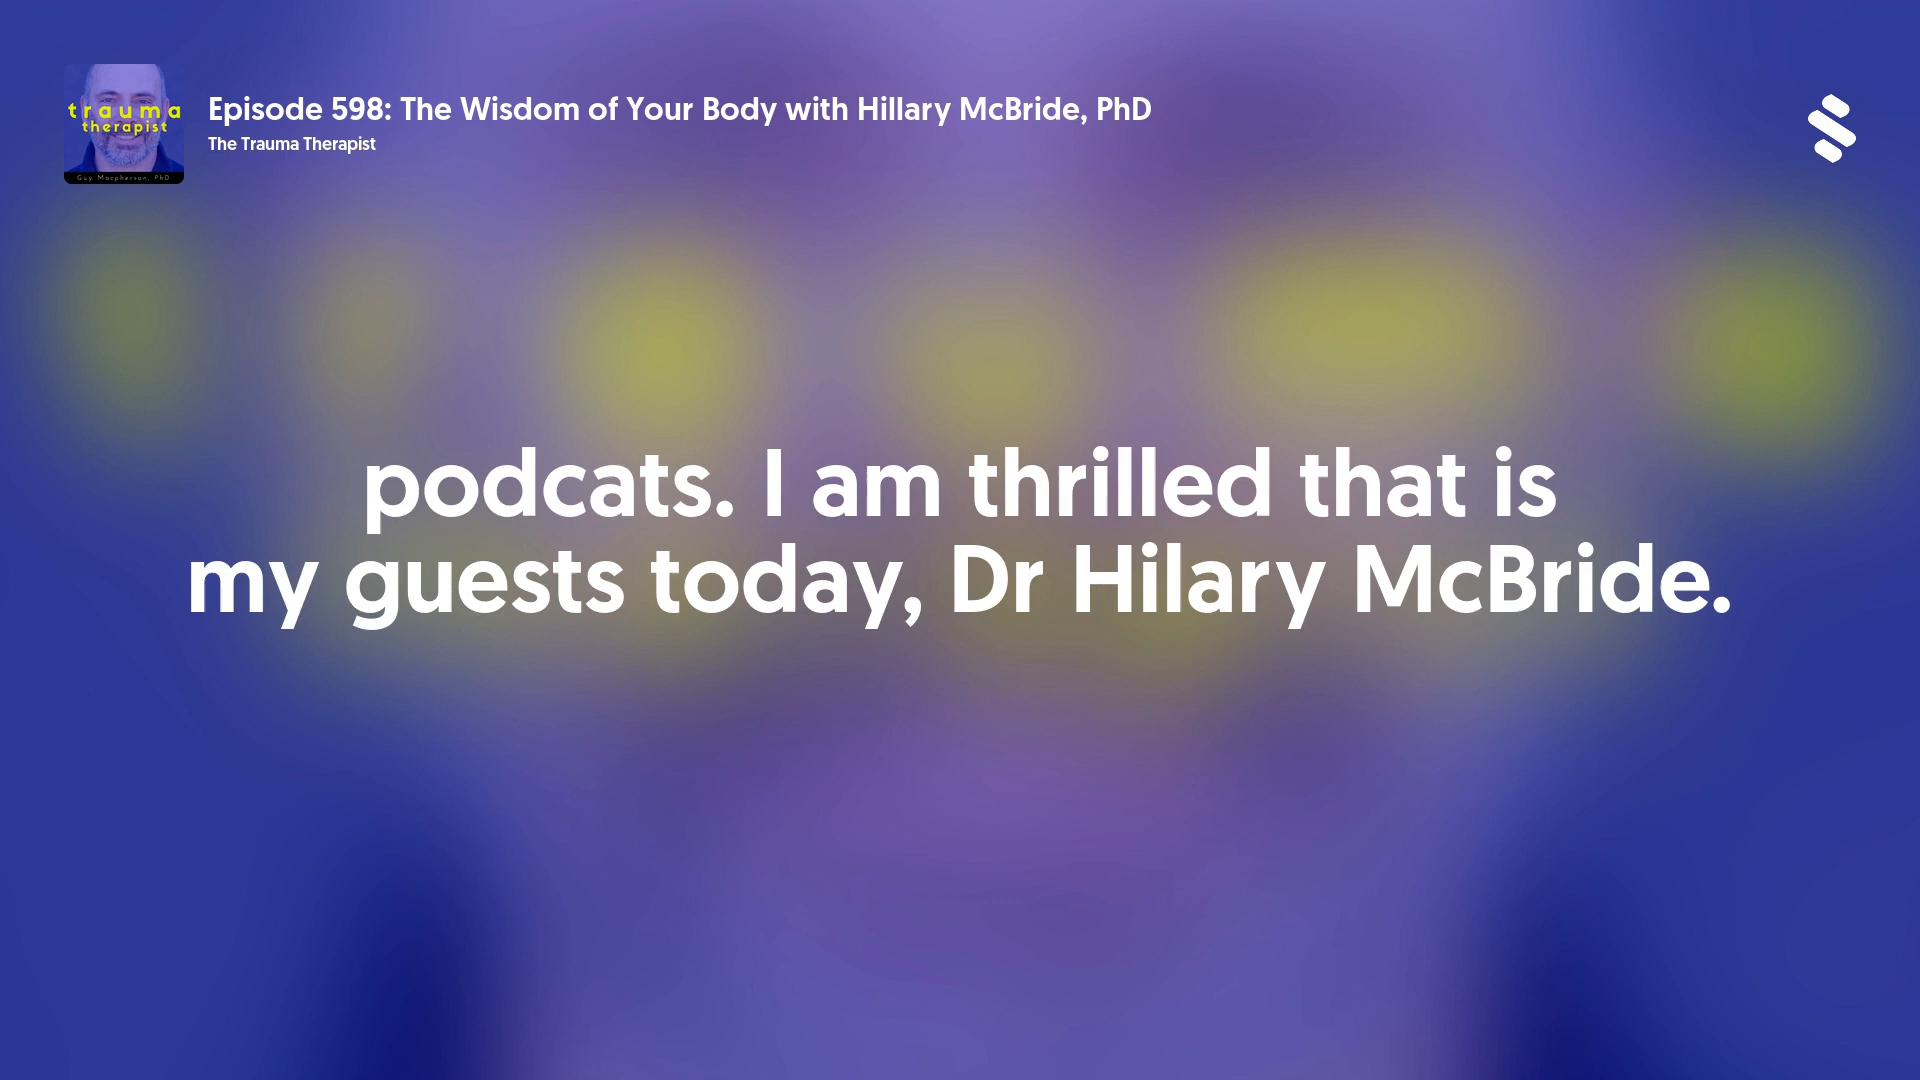 trauma
therapist
Guy Macpherson, PhD
Episode 598: The Wisdom of Your Body with Hillary McBride, PhD
The Trauma Therapist
podcats. I am thrilled that is
my guests today, Dr Hilary McBride.